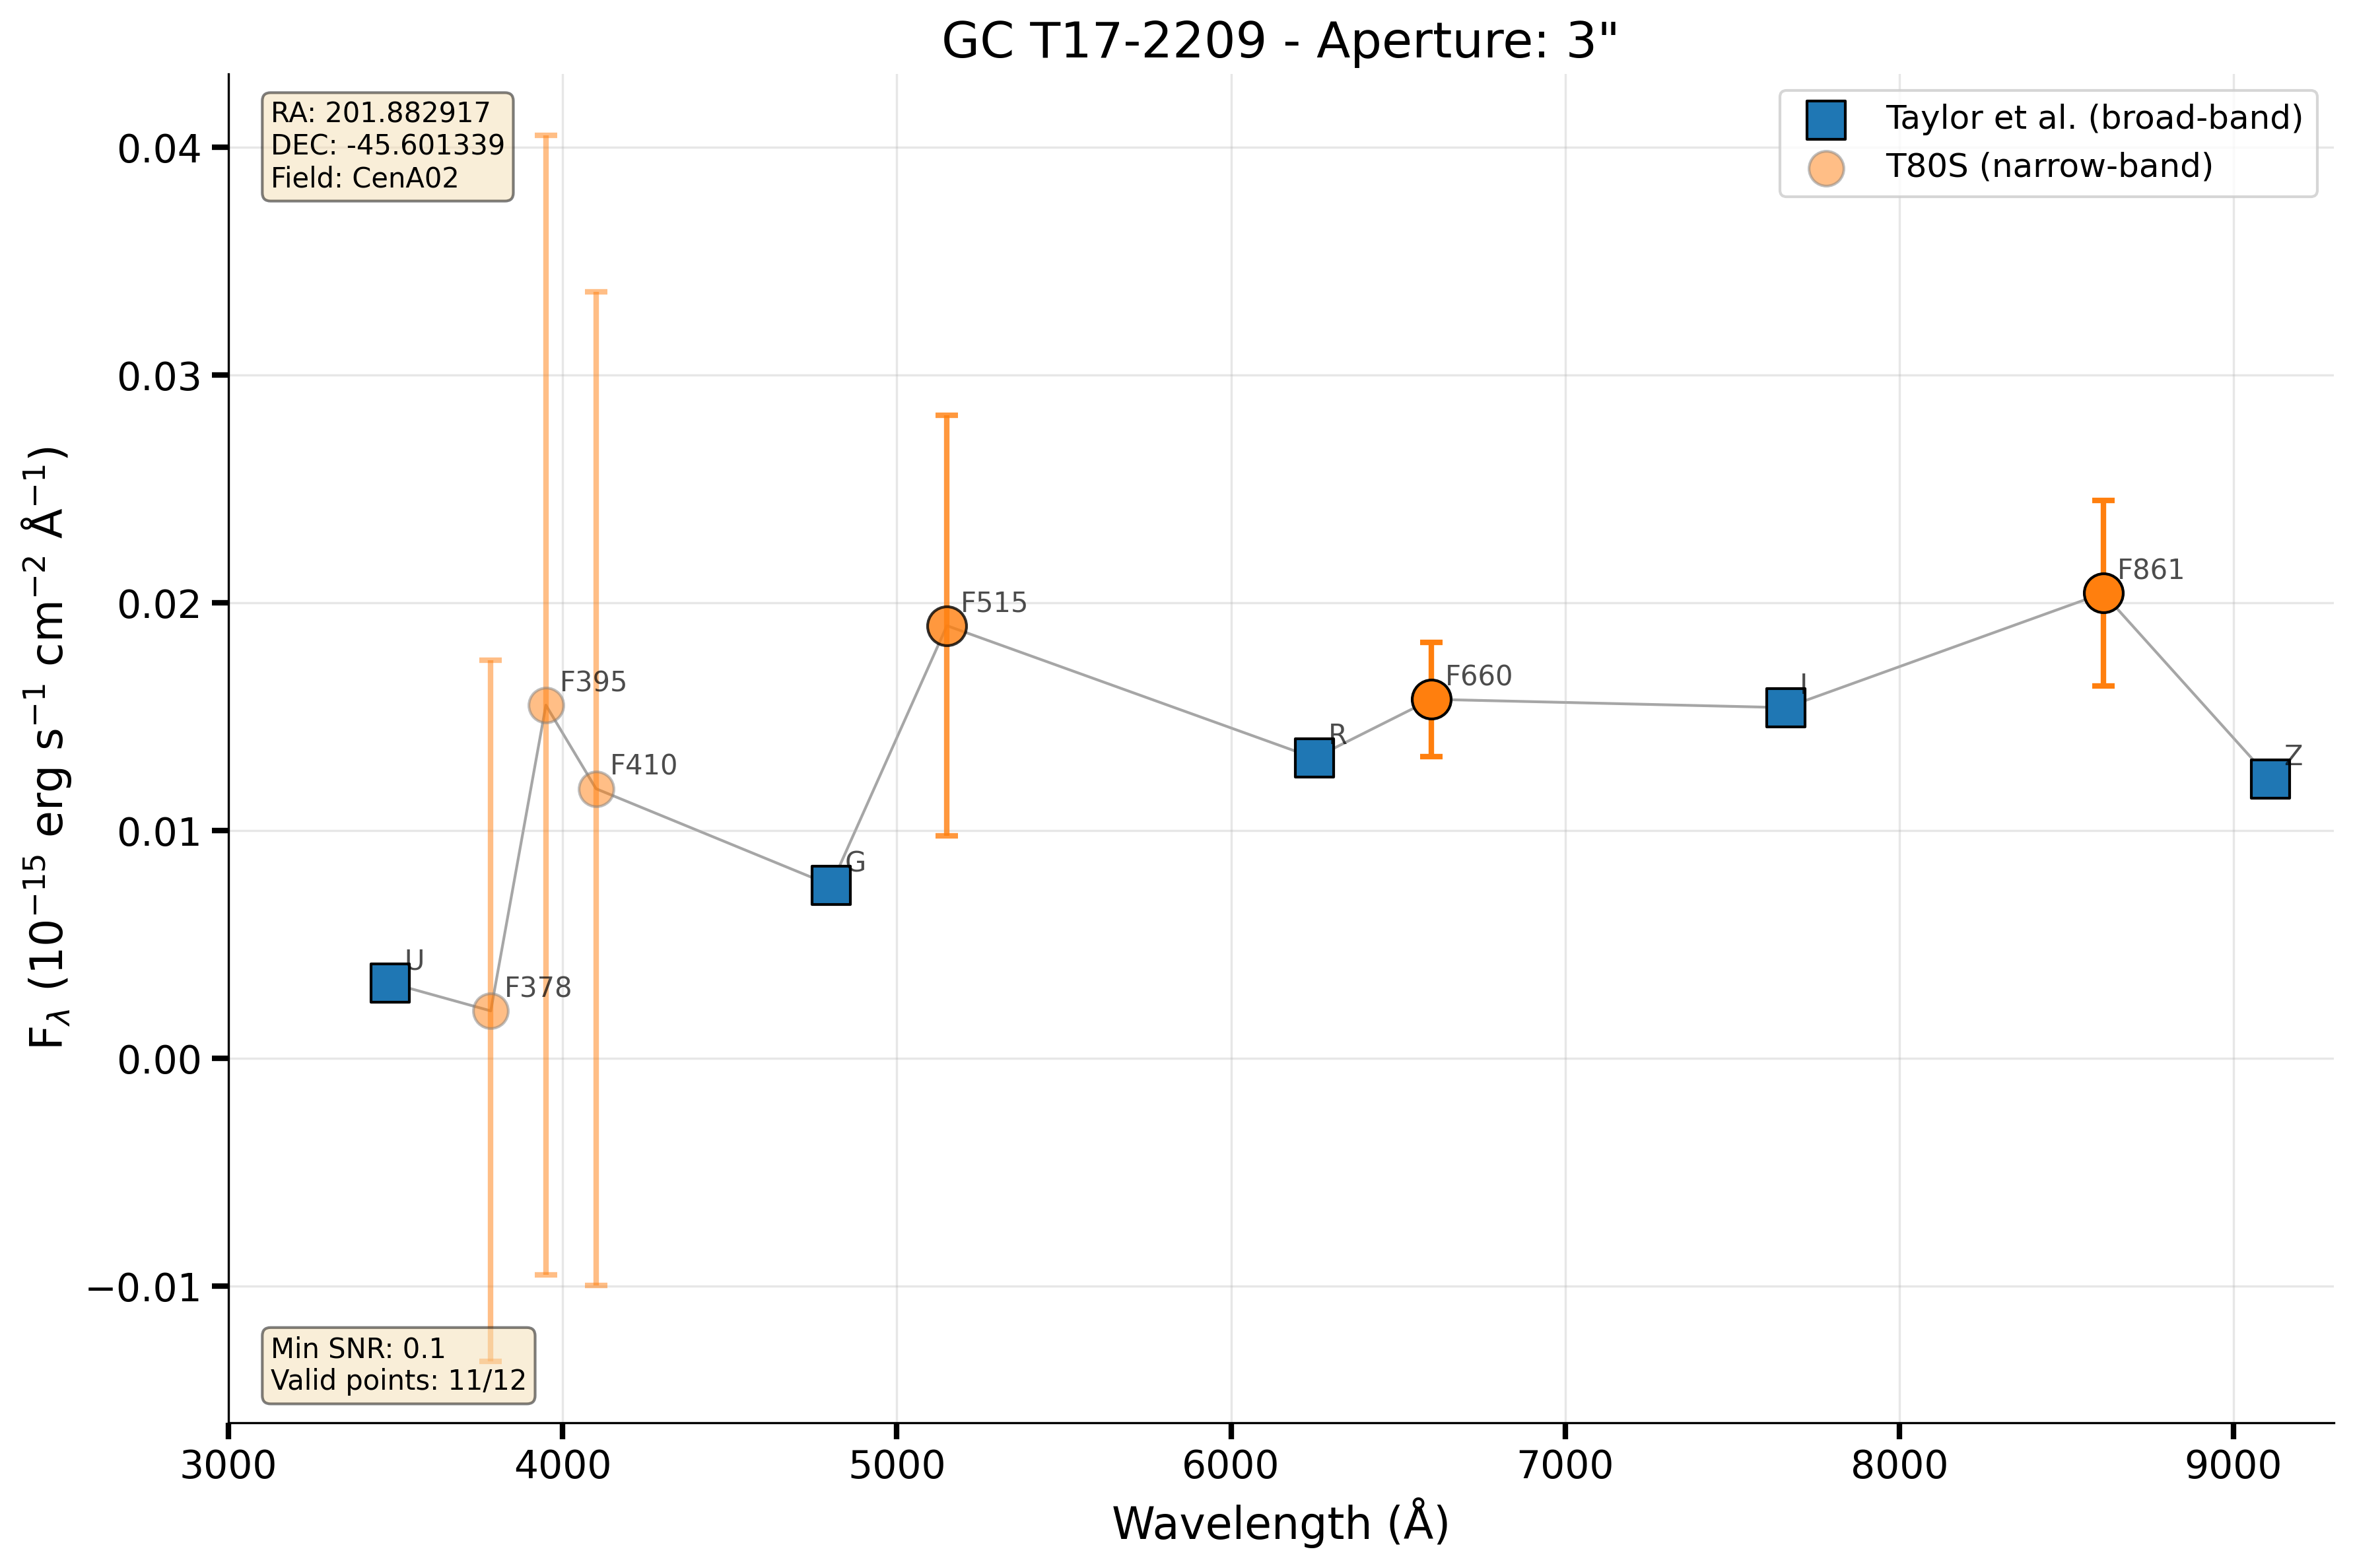 GC T17-2209 - Aperture: 3"
RA: 201.882917
DEC: -45.601339
Field: CenA02
Taylor et al. (broad-band)
T80S (narrow-band)
0.04
0.03
0.02
0.01
0.00
−0.01
F_λ (10⁻¹⁵ erg s⁻¹ cm⁻² Å⁻¹)
U
F378
F395
F410
G
F515
R
F660
I
F861
Z
Min SNR: 0.1
Valid points: 11/12
3000 4000 5000 6000 7000 8000 9000
Wavelength (Å)